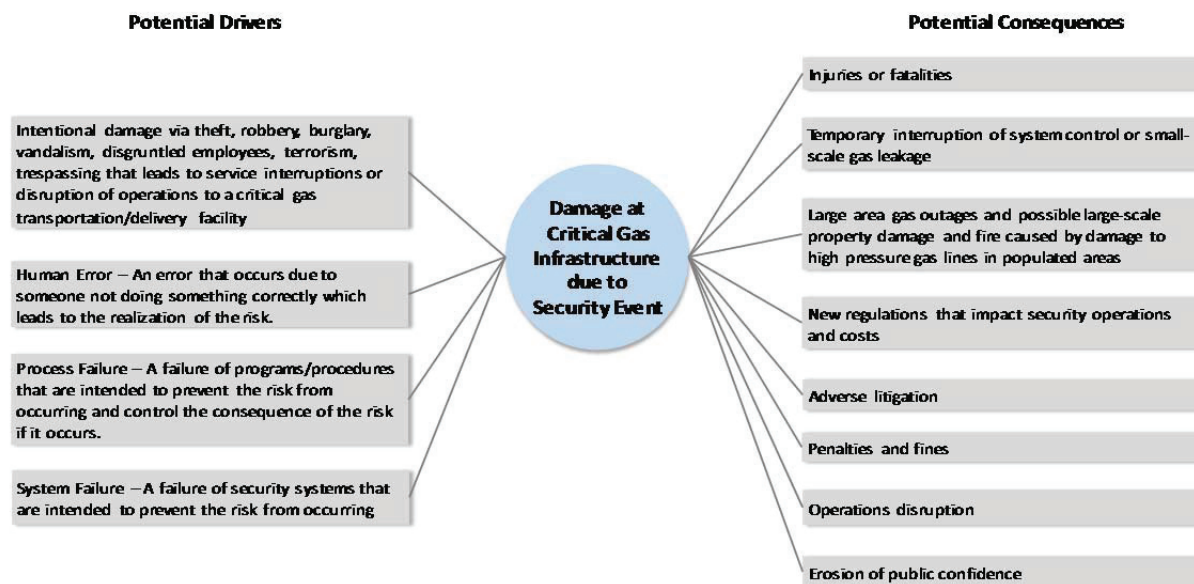 Potential Drivers
Intentional damage via theft, robbery, burglary,
vandalism, disgruntled employees, terrorism,
trespassing that leads to service interruptions or
disruption of operations to a critical gas
transportation/delivery facility
Human Error – An error that occurs due to
someone not doing something correctly which
leads to the realization of the risk.
Process Failure – A failure of programs/procedures
that are intended to prevent the risk from
occurring and control the consequence of the risk
if it occurs.
System Failure – A failure of security systems that
are intended to prevent the risk from occurring
Damage at
Critical Gas
Infrastructure
due to
Security Event
Potential Consequences
Injuries or fatalities
Temporary interruption of system control or small-
scale gas leakage
Large area gas outages and possible large-scale
property damage and fire caused by damage to
high pressure gas lines in populated areas
New regulations that impact security operations
and costs
Adverse litigation
Penalties and fines
Operations disruption
Erosion of public confidence